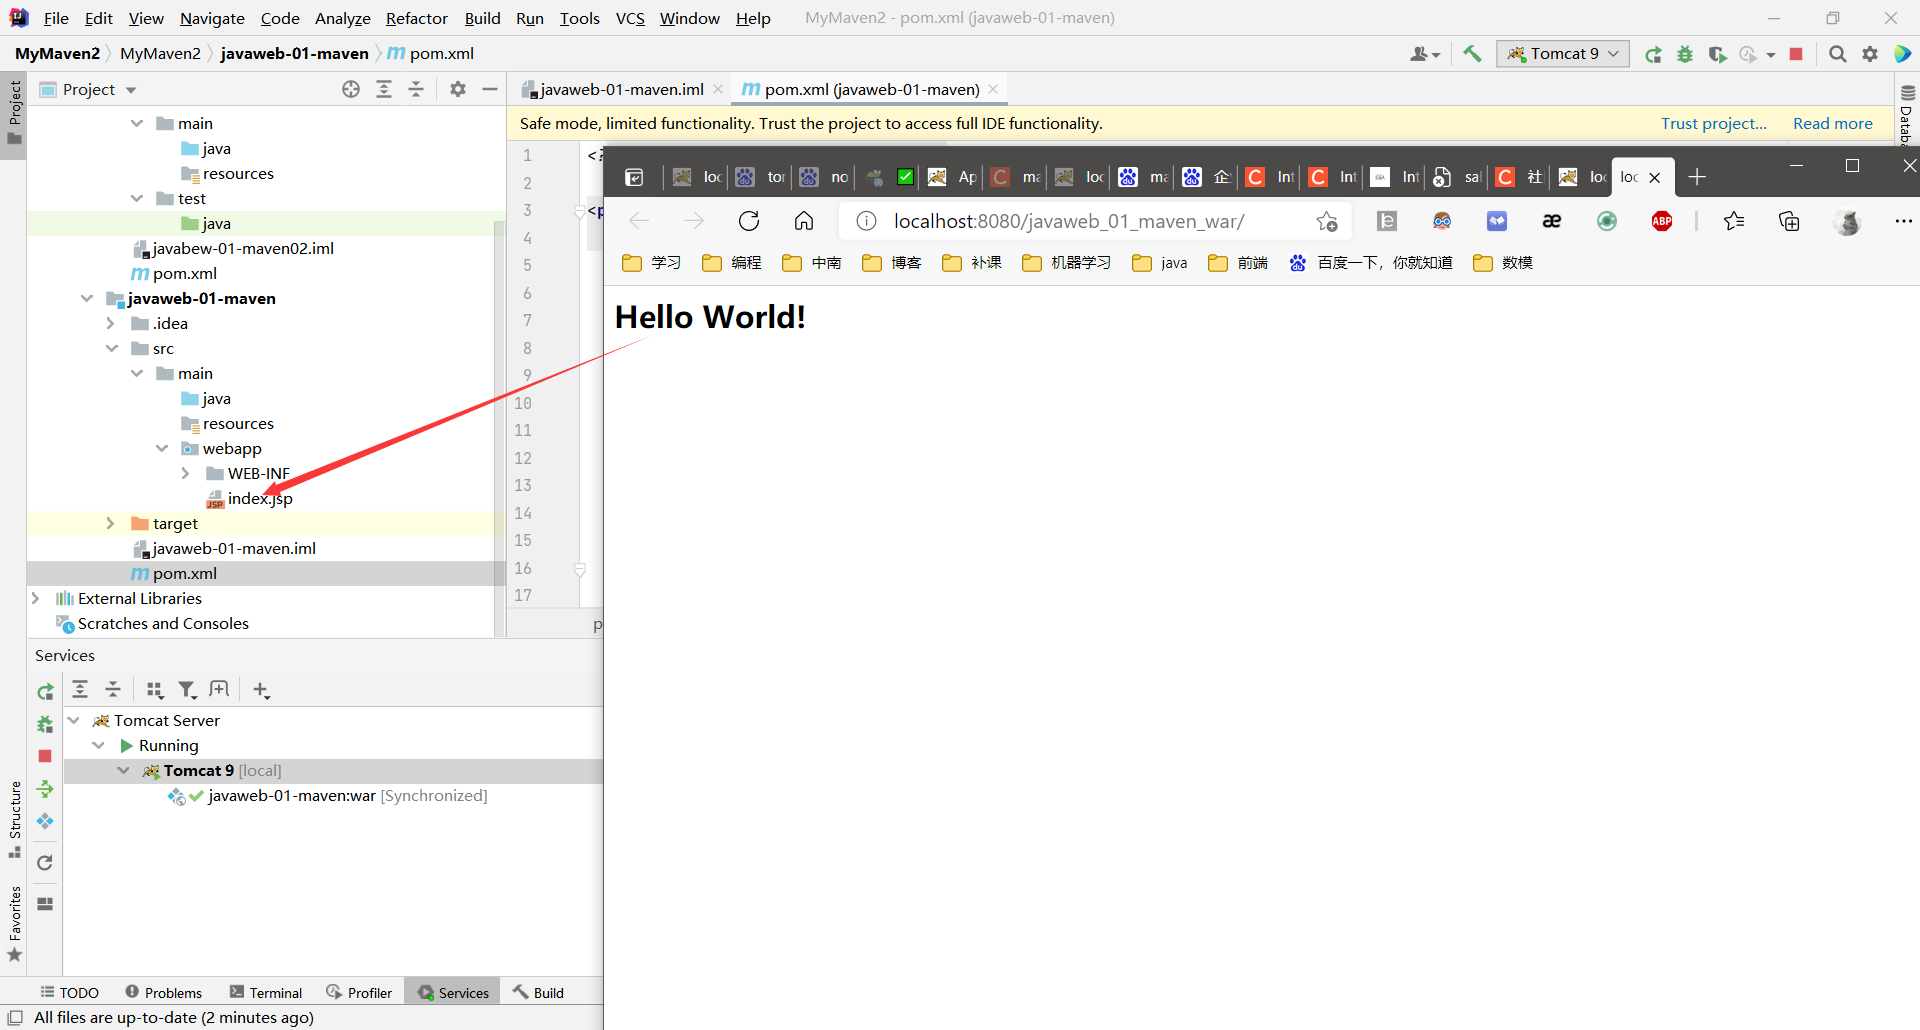 File Edit View Navigate Code Analyze Refactor Build Run Tools VCS Window Help MyMaven2 - pom.xml (javaweb-01-maven)
MyMaven2 MyMaven2 javaweb-01-maven pom.xml Tomcat 9
Project
Project
javaweb-01-maven.iml pom.xml (javaweb-01-maven)
Safe mode, limited functionality. Trust the project to access full IDE functionality. Trust project... Read more
main
java
resources
test
java
javabew-01-maven02.iml
pom.xml
javaweb-01-maven
.idea
src
main
java
resources
webapp
WEB-INF
index.jsp
target
javaweb-01-maven.iml
pom.xml
External Libraries
Scratches and Consoles
1
2
3
4
5
6
7
8
9
10
11
12
13
14
15
16
17
<?
<p
p
Databa
loc tor no Ap ma loc ma 企 Int Int Int sal 社 loc loc
localhost:8080/javaweb_01_maven_war/
ABP
学习 编程 中南 博客 补课 机器学习 java 前端 百度一下，你就知道 数模
Hello World!
Services
Tomcat Server
Running
Tomcat 9 [local]
javaweb-01-maven:war [Synchronized]
Structure
Favorites
TODO Problems Terminal Profiler Services Build
All files are up-to-date (2 minutes ago)